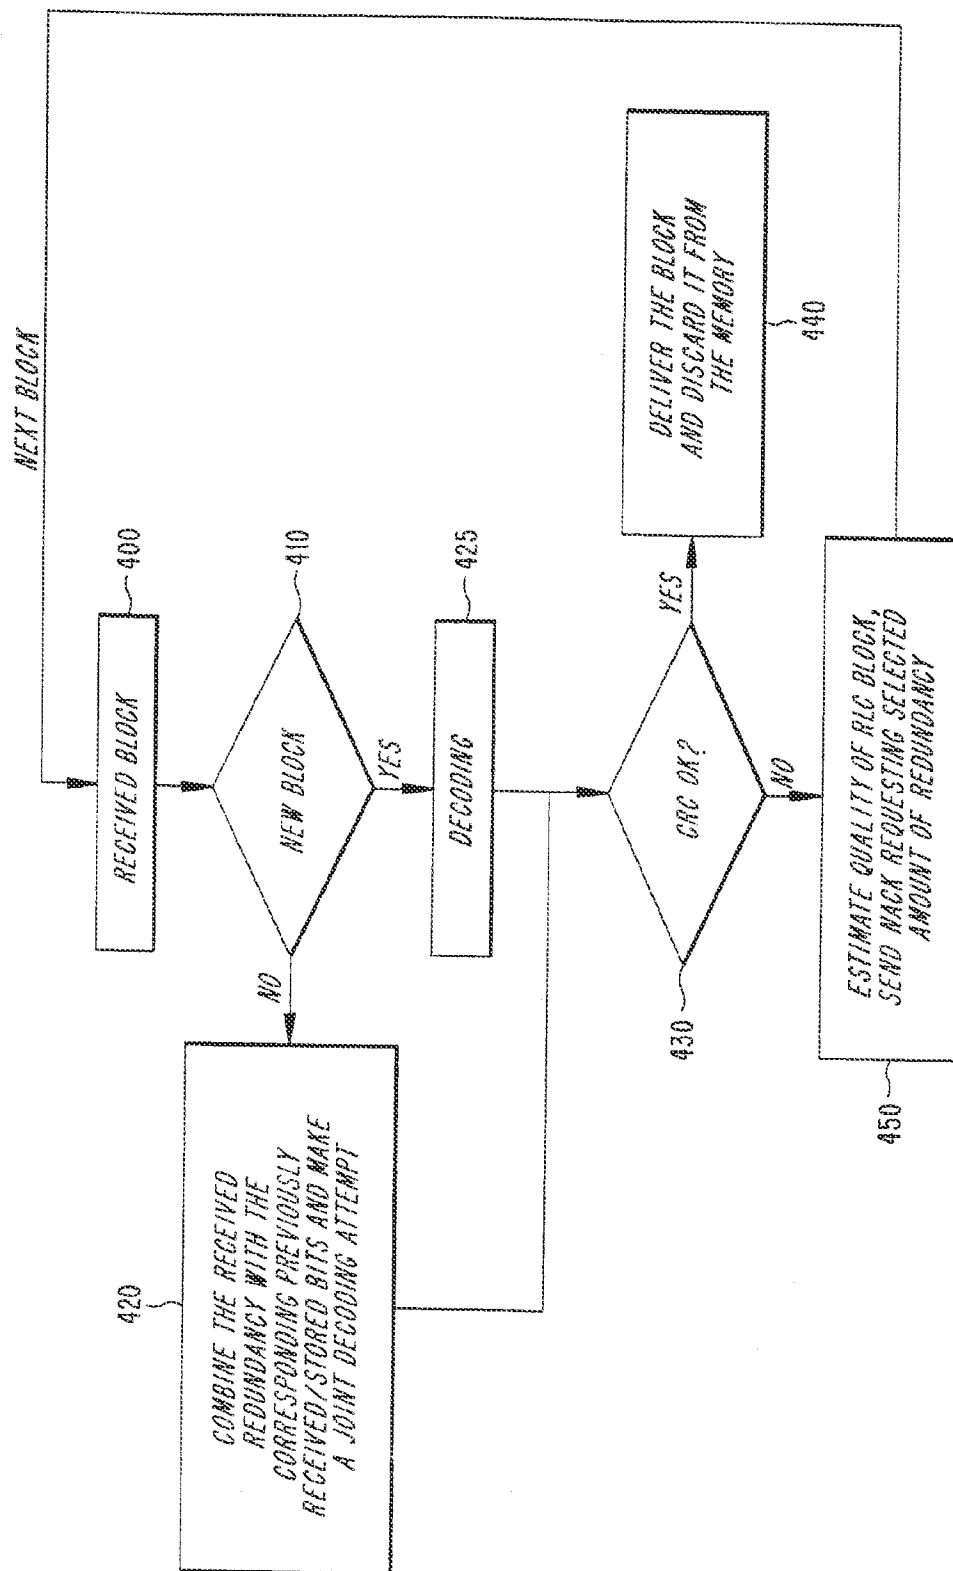 NEXT BLOCK
RECEIVED BLOCK
400
NEW BLOCK
410
NO
YES
COMBINE THE RECEIVED
REDUNDANCY WITH THE
CORRESPONDING PREVIOUSLY
RECEIVED/STORED BITS AND MAKE
A JOINT DECODING ATTEMPT
420
DECODING
425
CRC OK?
430
YES
NO
DELIVER THE BLOCK
AND DISCARD IT FROM
THE MEMORY
440
ESTIMATE QUALITY OF RLC BLOCK,
SEND NACK REQUESTING SELECTED
AMOUNT OF REDUNDANCY
450